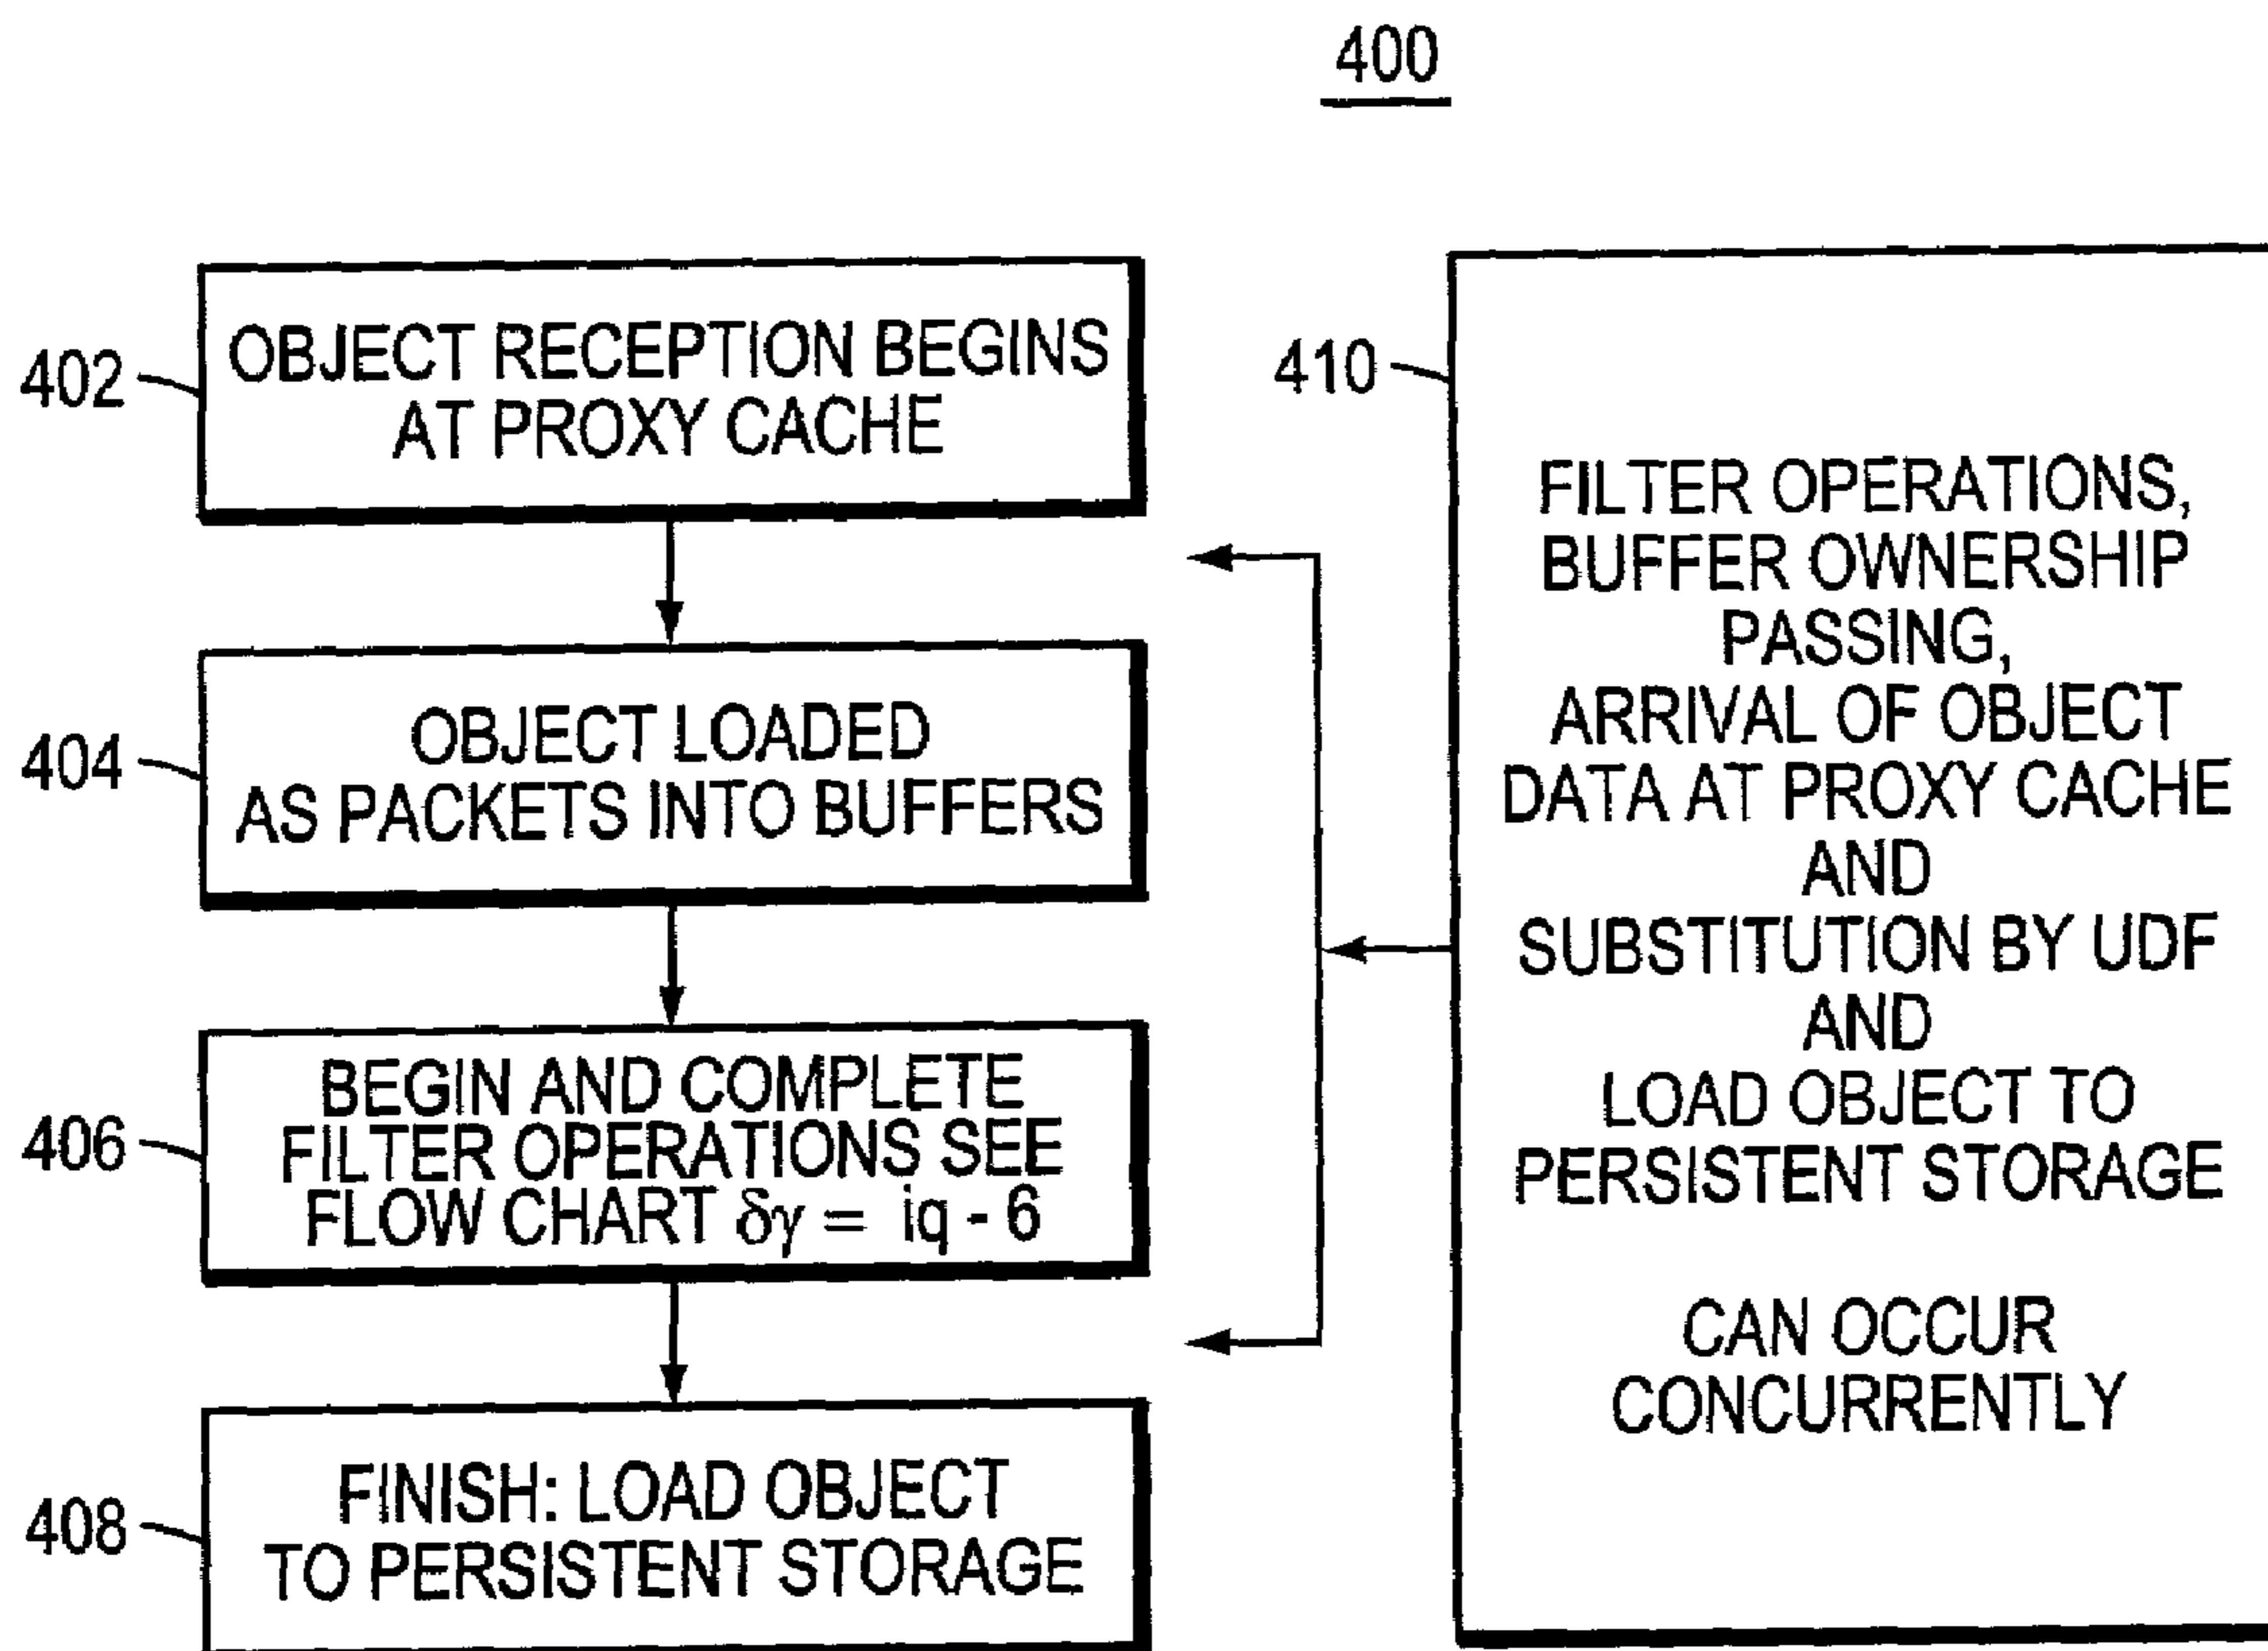 400
402
OBJECT RECEPTION BEGINS
AT PROXY CACHE
404
OBJECT LOADED
AS PACKETS INTO BUFFERS
406
BEGIN AND COMPLETE
FILTER OPERATIONS SEE
FLOW CHART δγ = iq - 6
408
FINISH: LOAD OBJECT
TO PERSISTENT STORAGE
410
FILTER OPERATIONS,
BUFFER OWNERSHIP
PASSING,
ARRIVAL OF OBJECT
DATA AT PROXY CACHE
AND
SUBSTITUTION BY UDF
AND
LOAD OBJECT TO
PERSISTENT STORAGE
CAN OCCUR
CONCURRENTLY